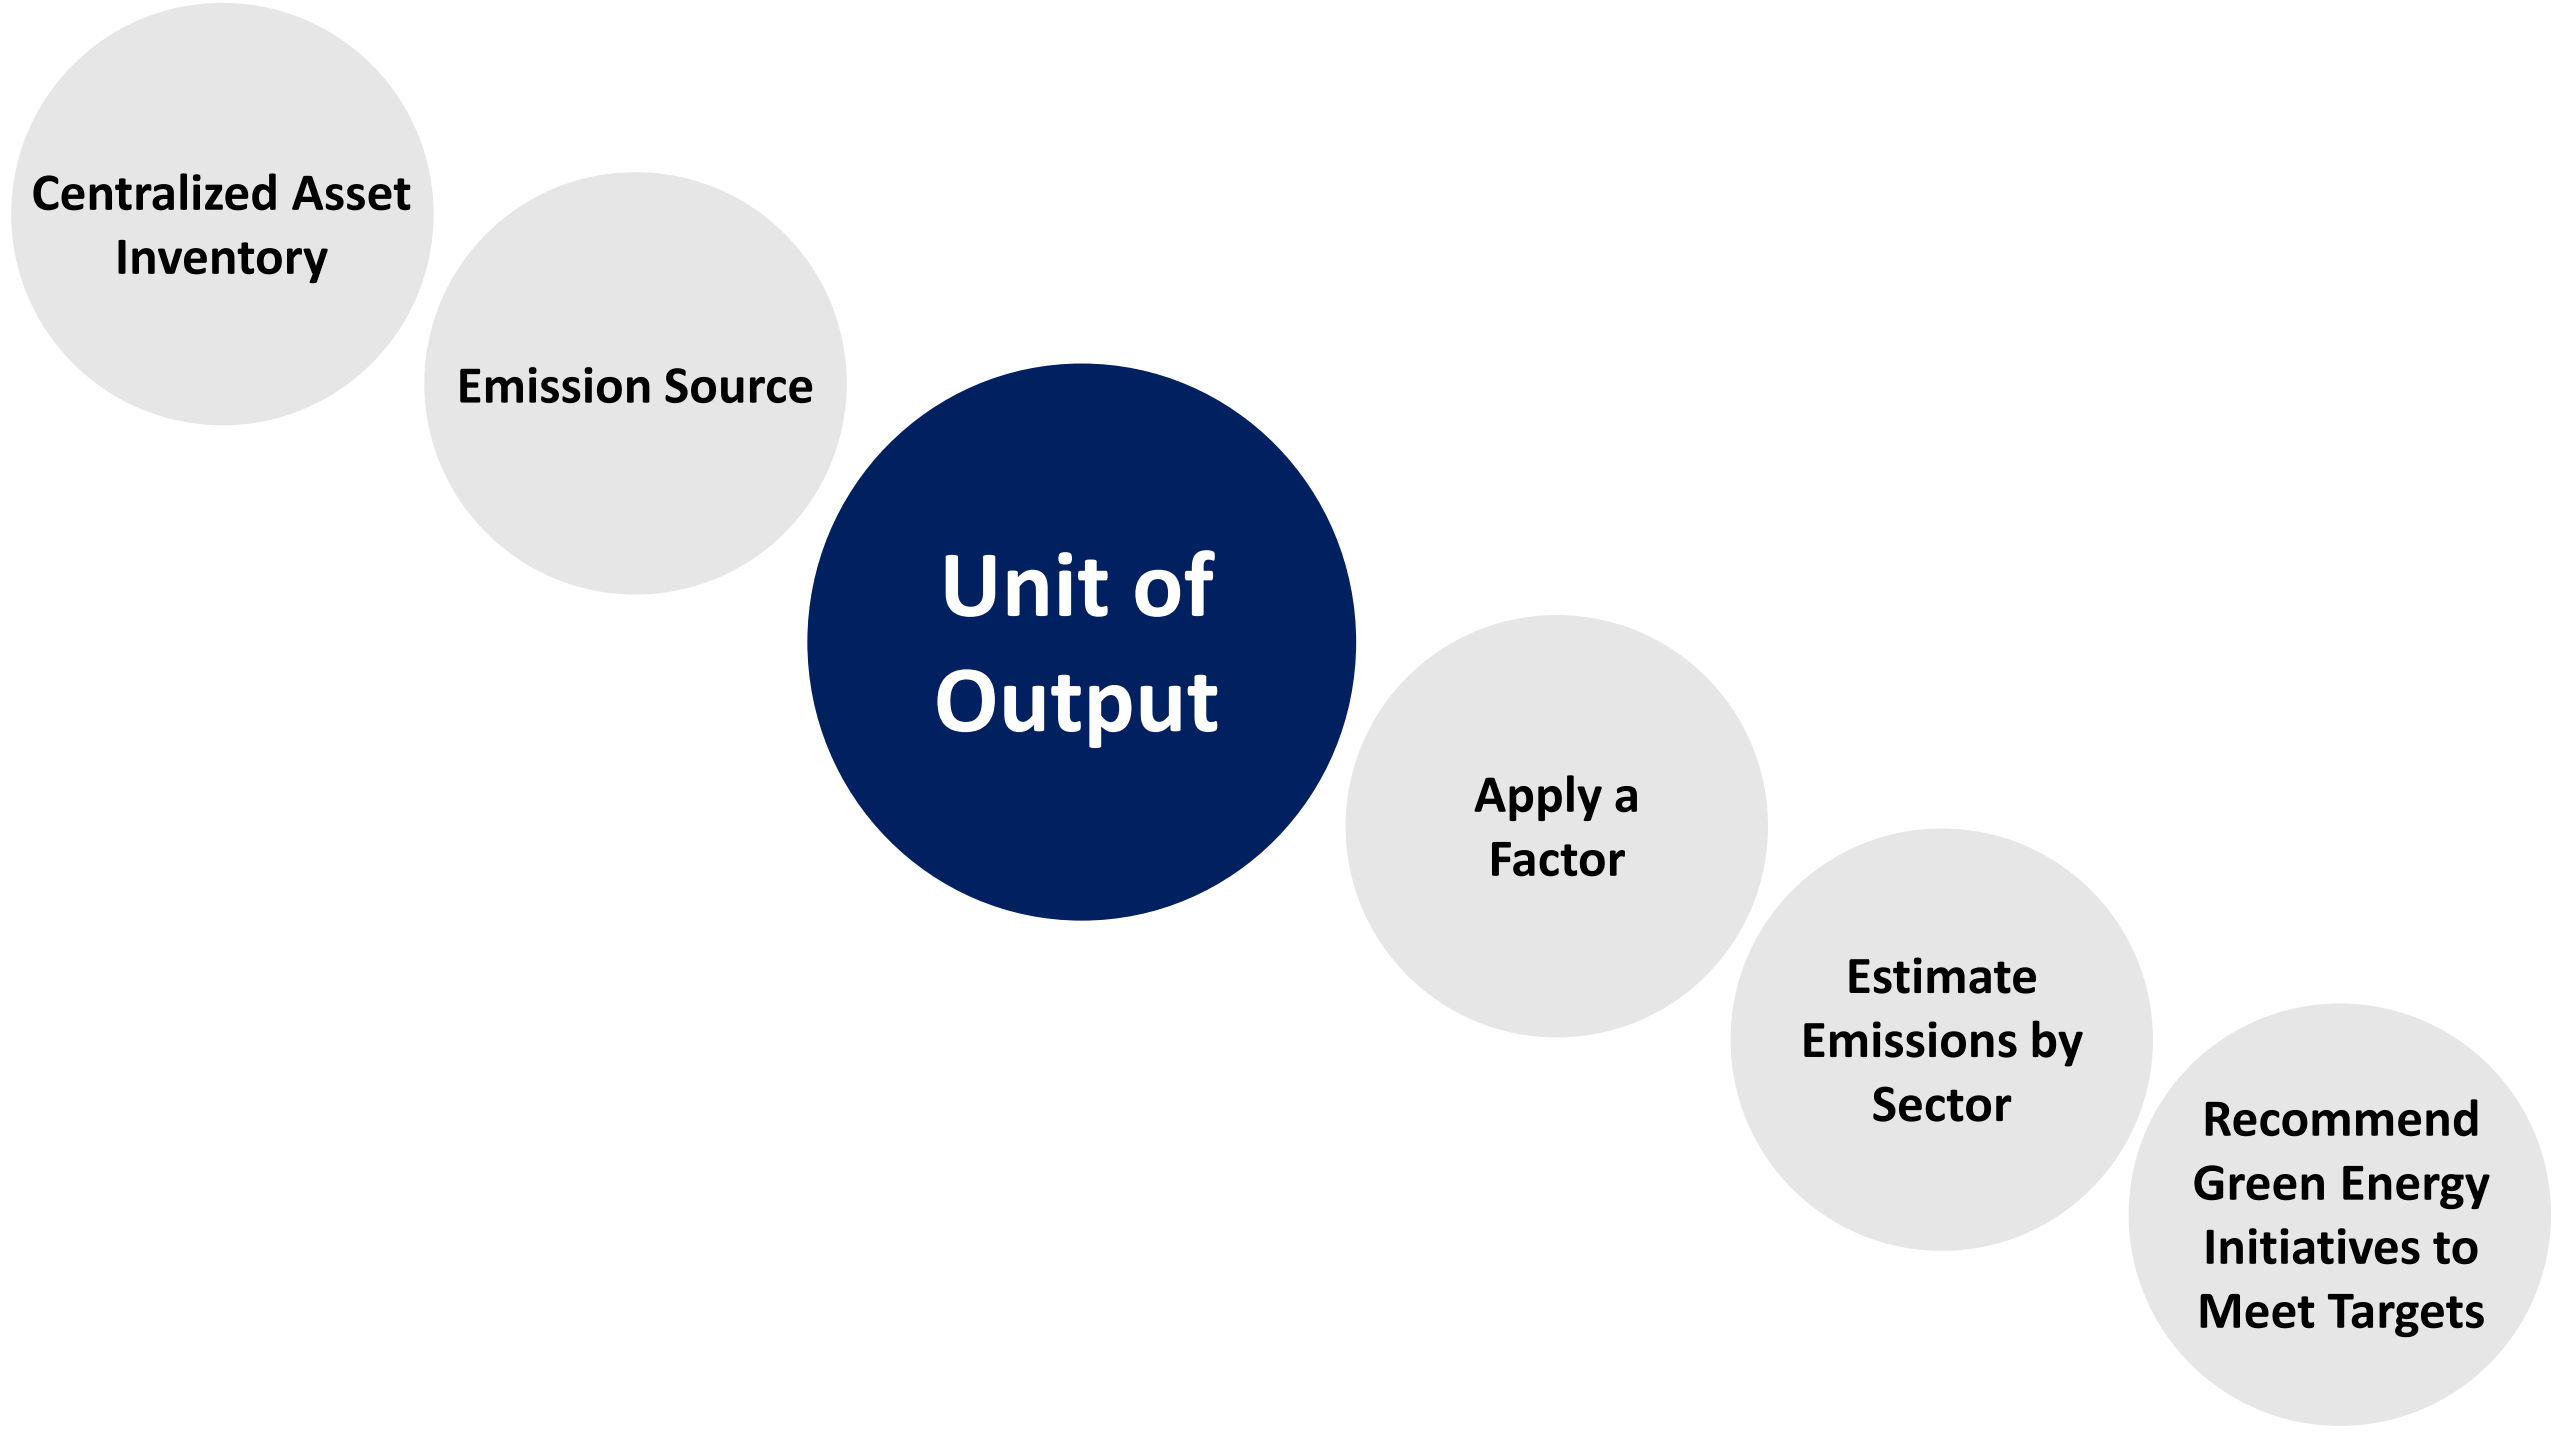 Centralized Asset
Inventory
Emission Source
Unit of
Output
Apply a
Factor
Estimate
Emissions by
Sector
Recommend
Green Energy
Initiatives to
Meet Targets